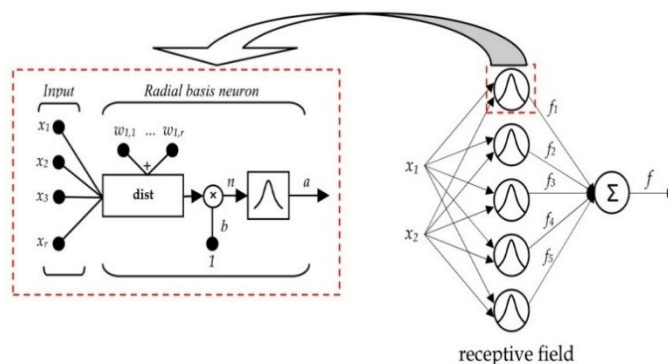 Input
Radial basis neuron
x1
x2
x3
xr
w1,1 ... w1,r
+
dist
×
n
b
1
a
x1
x2
f1
f2
f3
f4
f5
Σ
f
receptive field